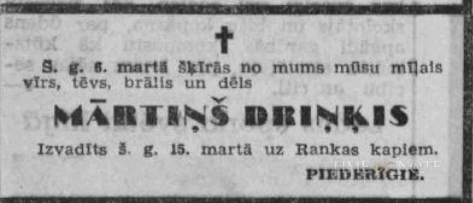 Š. g. 6. martā šķīrās no mums mūsu mīļais
vīrs, tēvs, brālis un dēls
MĀRTIŅŠ DRIŅĶIS
Izvadīts š. g. 15. martā uz Rankas kapiem.
PIEDERĪGIE.